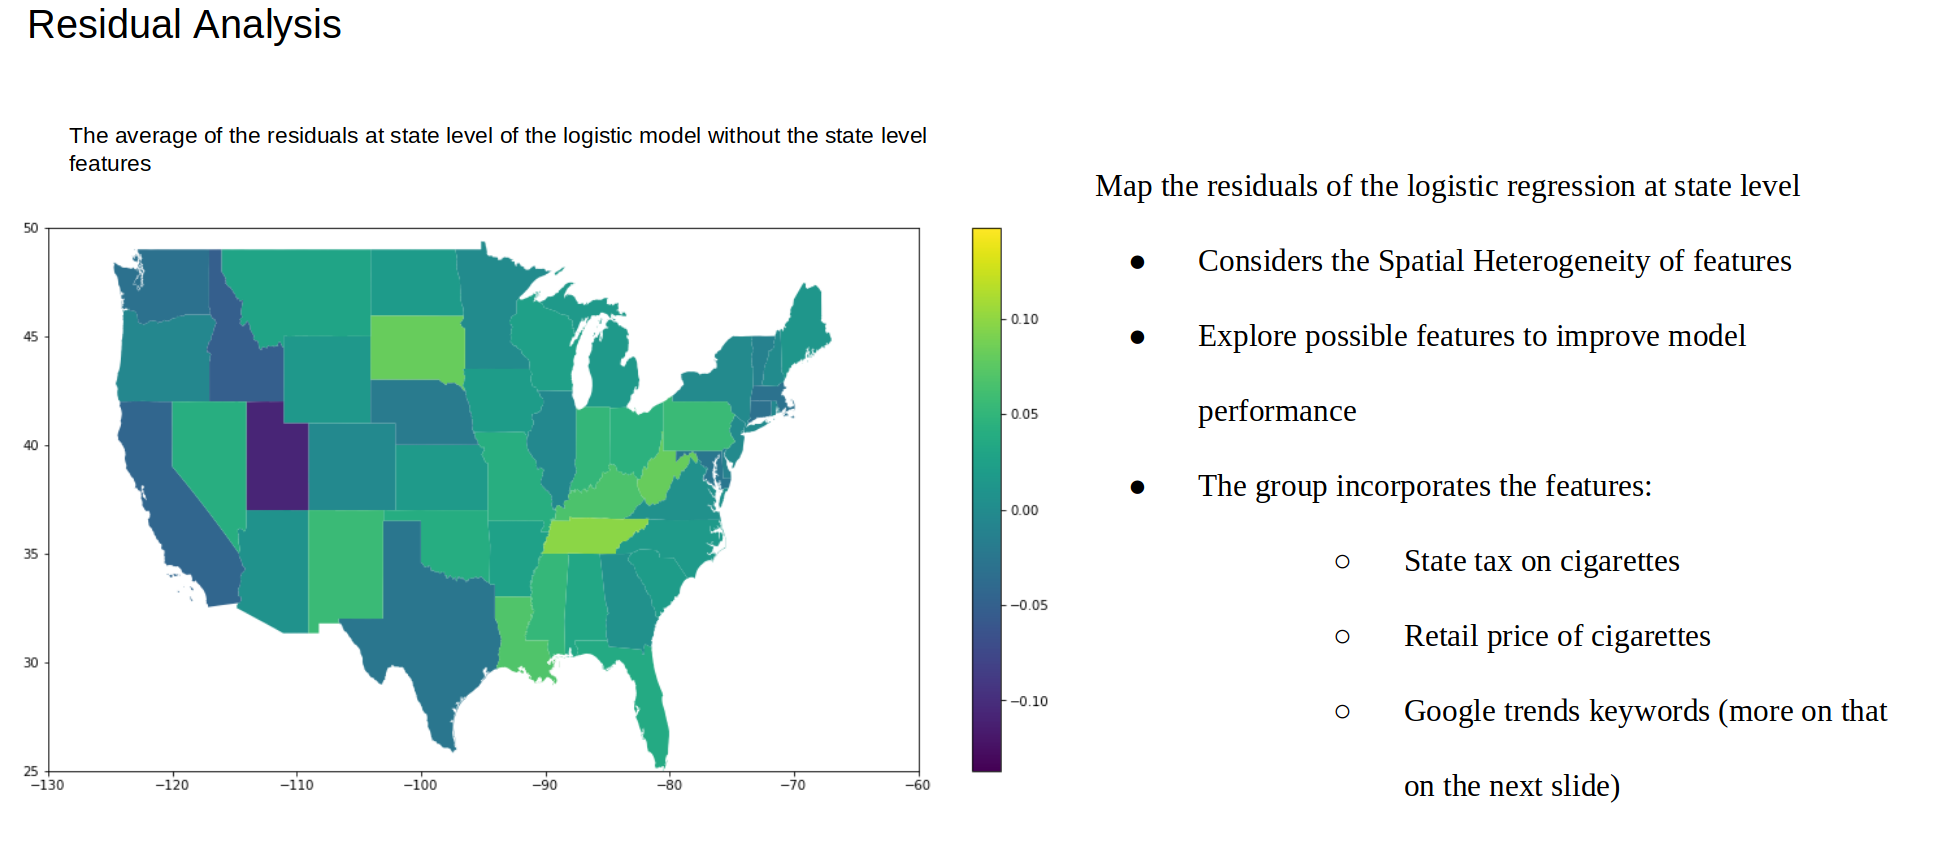 Residual Analysis
The average of the residuals at state level of the logistic model without the state level
features
50
45
40
35
30
25
−130
−120
−110
−100
−90
−80
−70
−60
0.10
0.05
0.00
−0.05
−0.10
Map the residuals of the logistic regression at state level
● Considers the Spatial Heterogeneity of features
● Explore possible features to improve model
performance
● The group incorporates the features:
○ State tax on cigarettes
○ Retail price of cigarettes
○ Google trends keywords (more on that
on the next slide)